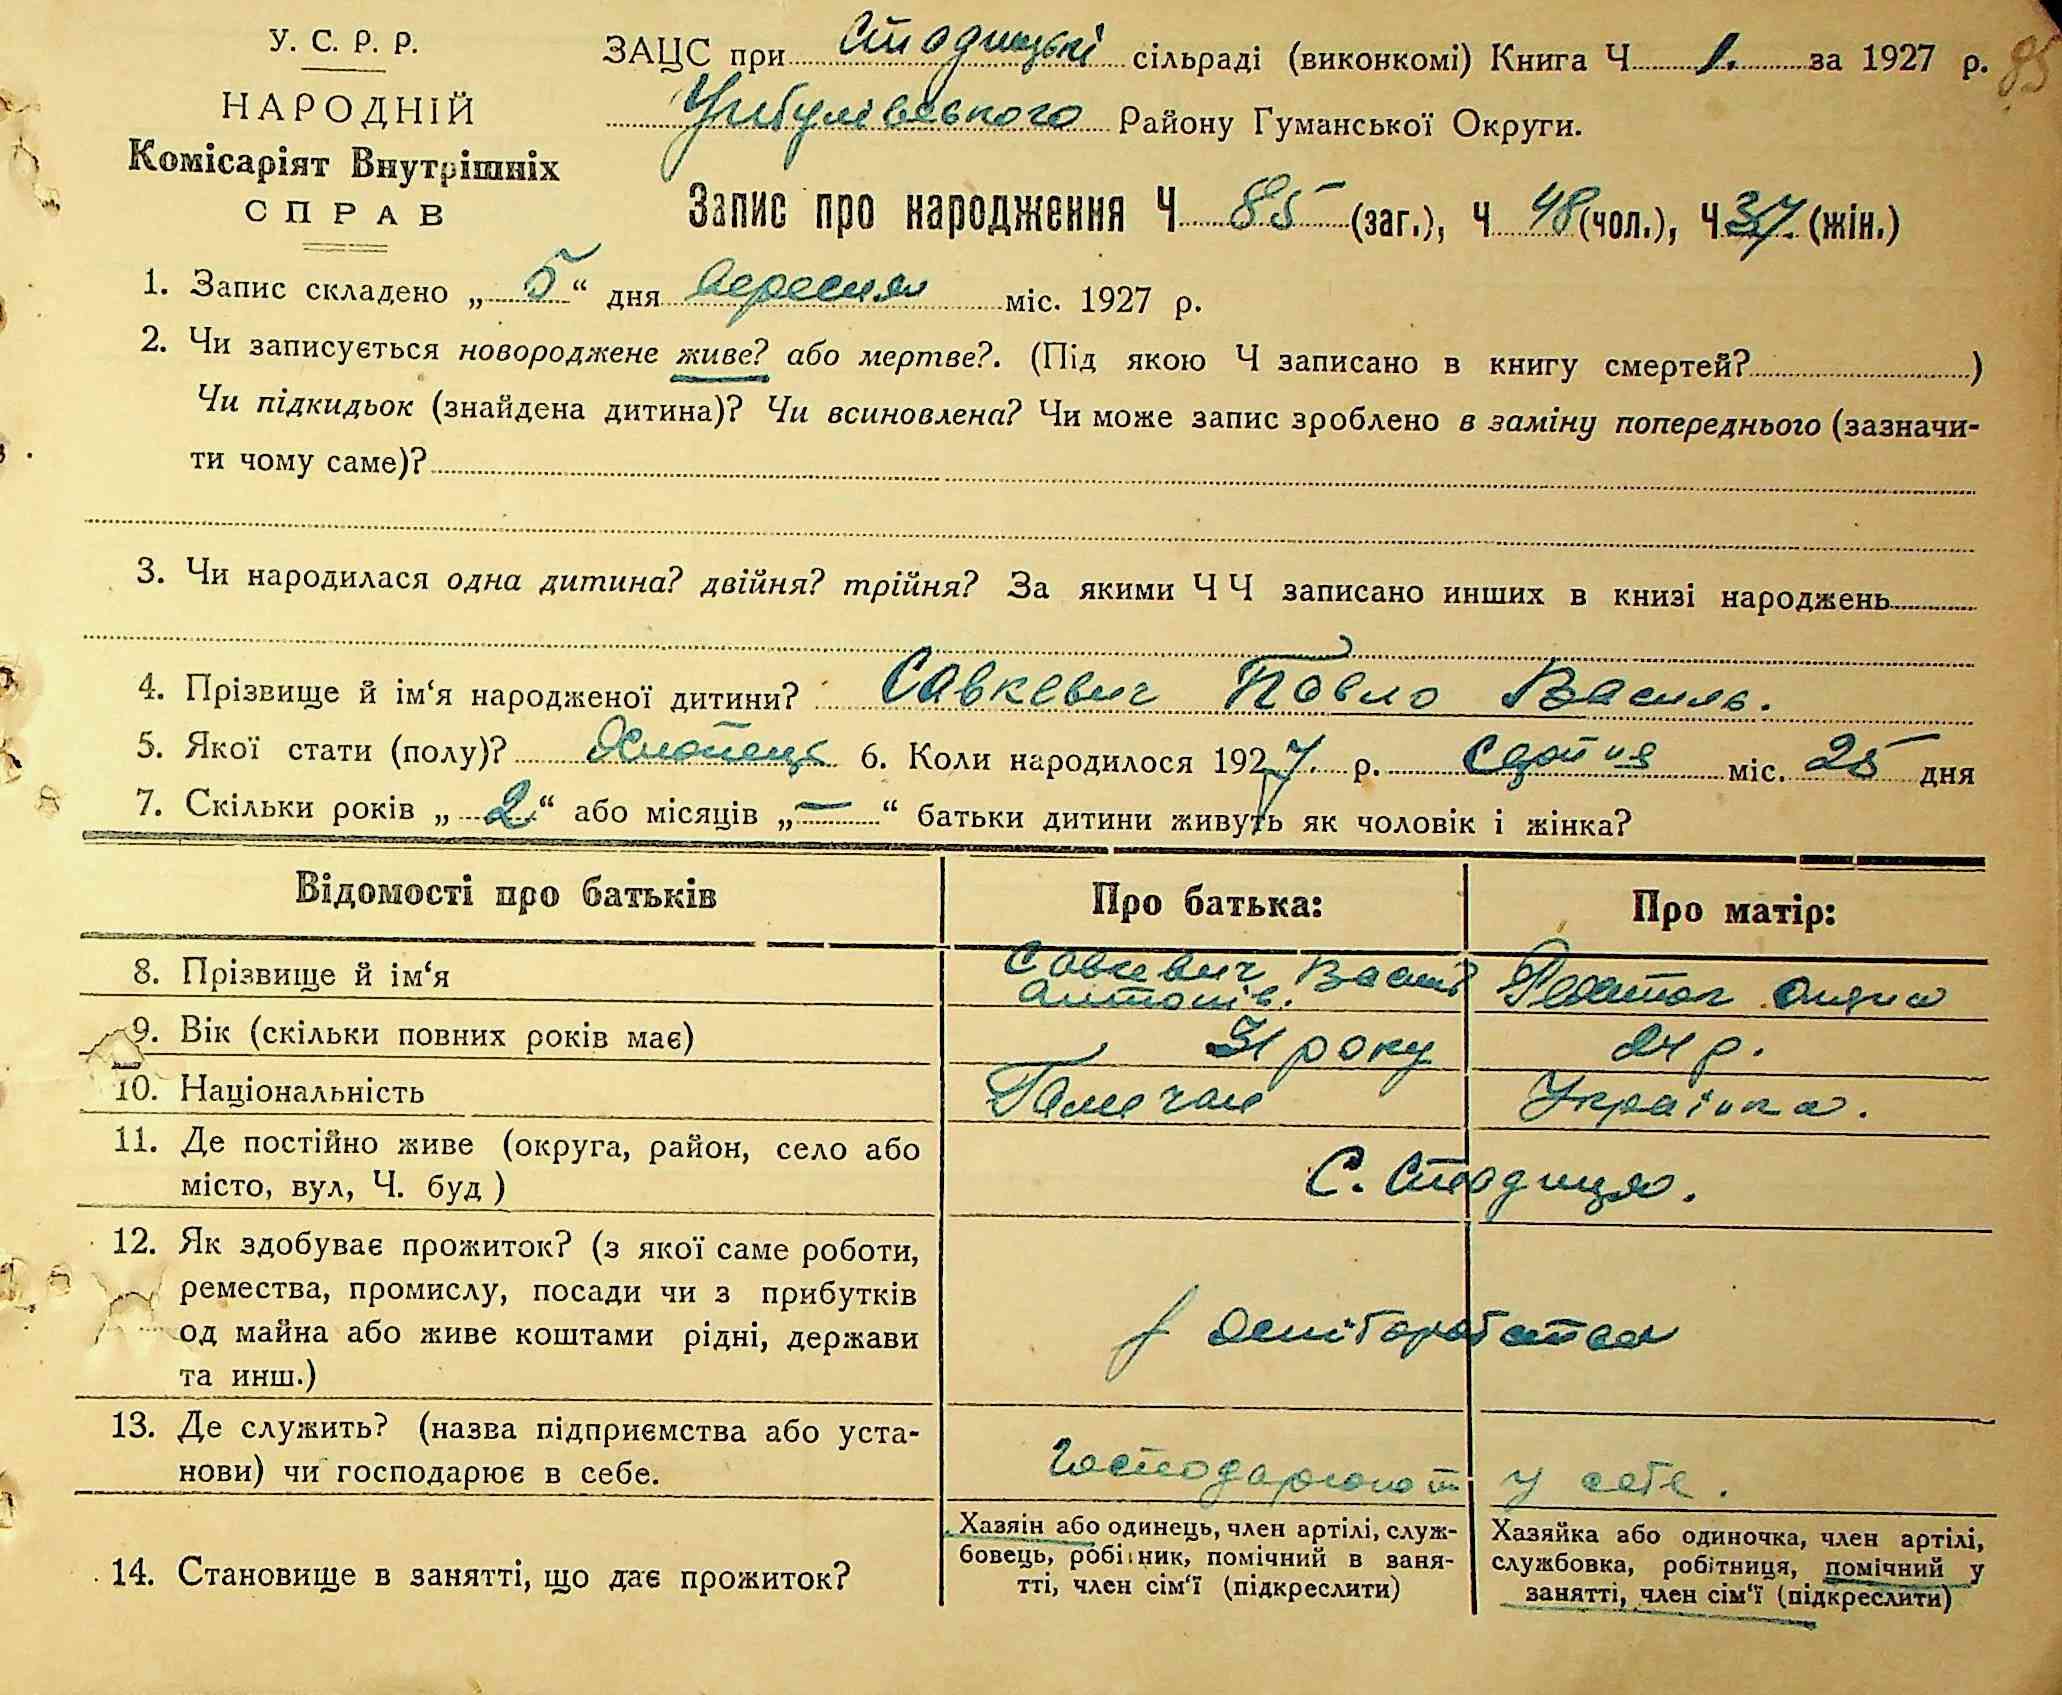 У. С. Р. Р.
НАРОДНІЙ
Комісаріят Внутрішніх
СПРАВ
ЗАЦС при сільраді (виконкомі) Книга Ч 1. за 1927 р.
85
Району Гуманської Округи.
Запис про народження Ч 85 (заг.), Ч 48 (чол.), Ч 37. (жін.)
1. Запис складено „ 5 “ дня вересня міс. 1927 р.
2. Чи записується новороджене живе? або мертве?. (Під якою Ч записано в книгу смертей? )
Чи підкидьок (знайдена дитина)? Чи всиновлена? Чи може запис зроблено в заміну попереднього (зазначи-
ти чому саме)?
3. Чи народилася одна дитина? двійня? трійня? За якими Ч Ч записано инших в книзі народжень
4. Прізвище й ім‘я народженої дитини? Савкевич Павло Василь.
5. Якої стати (полу)? Хлопець 6. Коли народилося 1927 р. серпня міс. 25 дня
7. Скільки років „ 2 “ або місяців „ — “ батьки дитини живуть як чоловік і жінка?
Відомості про батьків Про батька: Про матір:
8. Прізвище й ім‘я Савкевич Василь
Антонів.
9. Вік (скільки повних років має) 31 року 24 р.
10. Національність Українка.
11. Де постійно живе (округа, район, село або
місто, вул, Ч. буд ) С.
12. Як здобуває прожиток? (з якої саме роботи,
ремества, промислу, посади чи з прибутків
од майна або живе коштами рідні, держави
та инш.) хліборобства
13. Де служить? (назва підприємства або уста-
нови) чи господарює в себе. Господарюют у себе.
14. Становище в занятті, що дає прожиток?
Хазяін або одинець, член артілі, служ-
бовець, робітник, помічний в заня-
тті, член сім‘ї (підкреслити)
Хазяйка або одиночка, член артілі,
службовка, робітниця, помічний у
занятті, член сім‘ї (підкреслити)